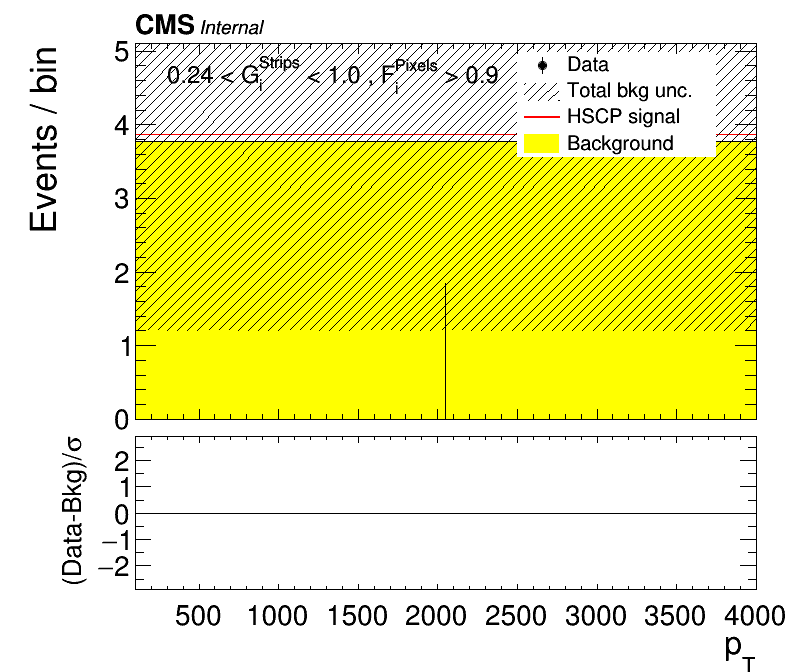 CMS Internal
Events / bin
5
4
3
2
1
0
0.24 < G_i^Strips < 1.0 , F_i^Pixels > 0.9
Data
Total bkg unc.
HSCP signal
Background
(Data-Bkg)/σ
2
1
0
−1
−2
500 1000 1500 2000 2500 3000 3500 4000
p_T